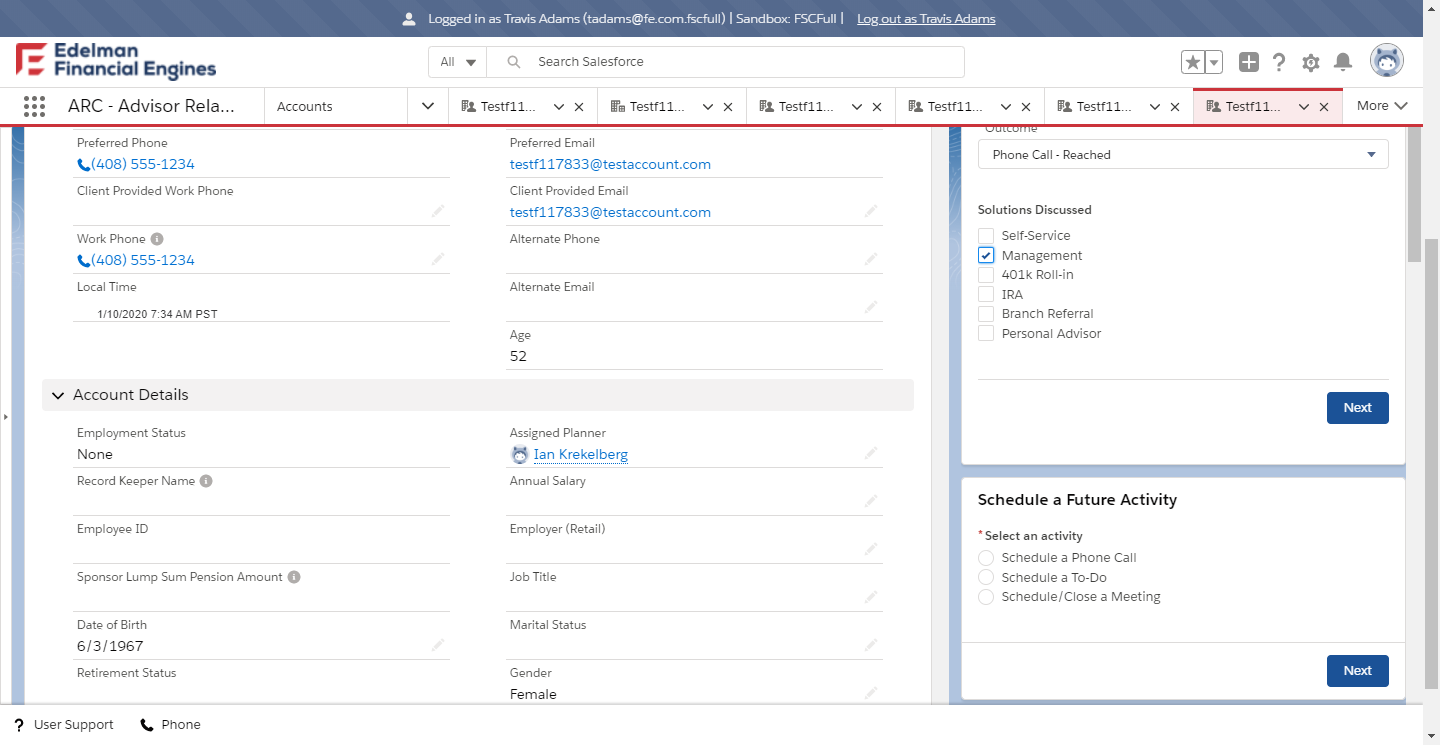 Logged in as Travis Adams (tadams@fe.com.fscfull) | Sandbox: FSCFull | Log out as Travis Adams
Edelman
Financial Engines
All
Search Salesforce
ARC - Advisor Rela...
Accounts
Testf11...
Testf11...
Testf11...
Testf11...
Testf11...
Testf11...
More
Preferred Phone
(408) 555-1234
Client Provided Work Phone
Work Phone
(408) 555-1234
Local Time
1/10/2020 7:34 AM PST
Preferred Email
testf117833@testaccount.com
Client Provided Email
testf117833@testaccount.com
Alternate Phone
Alternate Email
Age
52
Account Details
Employment Status
None
Record Keeper Name
Employee ID
Sponsor Lump Sum Pension Amount
Date of Birth
6/3/1967
Retirement Status
Assigned Planner
Ian Krekelberg
Annual Salary
Employer (Retail)
Job Title
Marital Status
Gender
Female
Outcome
Phone Call - Reached
Solutions Discussed
Self-Service
Management
401k Roll-in
IRA
Branch Referral
Personal Advisor
Next
Schedule a Future Activity
* Select an activity
Schedule a Phone Call
Schedule a To-Do
Schedule/Close a Meeting
Next
? User Support
Phone